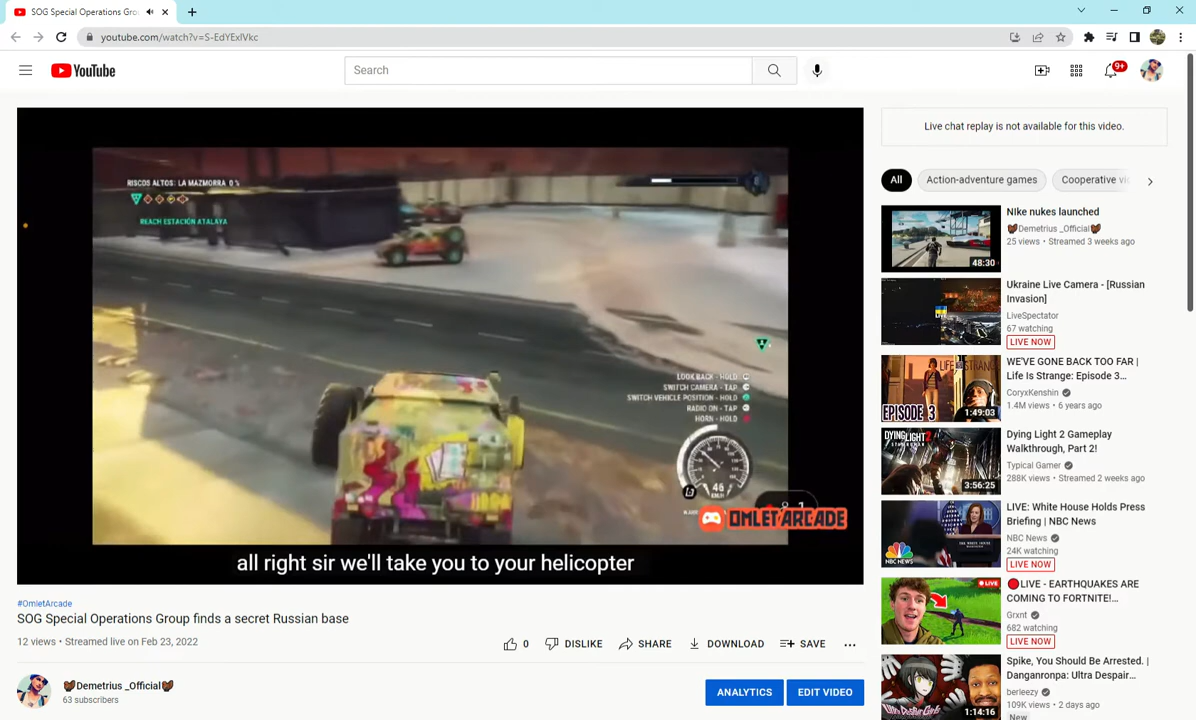 SOG Special Operations Gro
youtube.com/watch?v=S-EdYExlVkc
YouTube
Search
9+
RISCOS ALTOS: LA MAZMORRA 0 %
REACH ESTACIÓN ATALAYA
LOOK BACK - HOLD
SWITCH CAMERA - TAP
SWITCH VEHICLE POSITION - HOLD
RADIO ON - TAP
HORN - HOLD
46
OMLET ARCADE
all right sir we'll take you to your helicopter
#OmletArcade
SOG Special Operations Group finds a secret Russian base
12 views • Streamed live on Feb 23, 2022
0
DISLIKE
SHARE
DOWNLOAD
SAVE
Demetrius _Official
63 subscribers
ANALYTICS
EDIT VIDEO
Live chat replay is not available for this video.
All
Action-adventure games
Cooperative vi
NIke nukes launched
Demetrius _Official
25 views • Streamed 3 weeks ago
48:30
Ukraine Live Camera - [Russian
Invasion]
LiveSpectator
67 watching
LIVE NOW
WE'VE GONE BACK TOO FAR |
Life Is Strange: Episode 3...
CoryxKenshin
1.4M views • 6 years ago
EPISODE 3
1:49:03
Dying Light 2 Gameplay
Walkthrough, Part 2!
Typical Gamer
288K views • Streamed 2 weeks ago
DYING LIGHT 2
3:56:25
LIVE: White House Holds Press
Briefing | NBC News
NBC News
24K watching
LIVE NOW
NBC NEWS
LIVE - EARTHQUAKES ARE
COMING TO FORTNITE!...
Grxnt
682 watching
LIVE NOW
LIVE
Spike, You Should Be Arrested. |
Danganronpa: Ultra Despair...
berleezy
109K views • 2 days ago
New
1:14:16